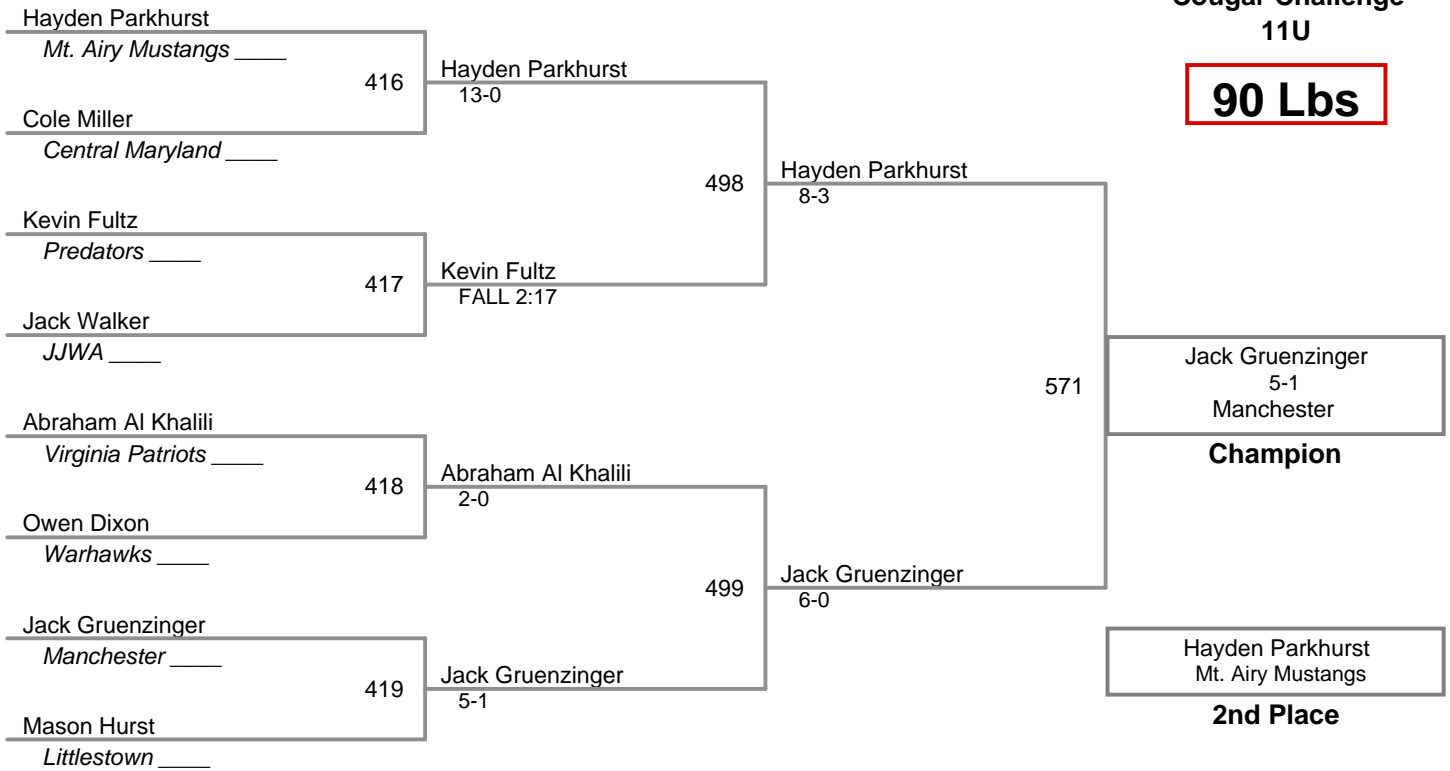 Cougar Challenge
11U
90 Lbs
Hayden Parkhurst
Mt. Airy Mustangs ____
416
Cole Miller
Central Maryland ____
Hayden Parkhurst
13-0
Kevin Fultz
Predators ____
417
Jack Walker
JJWA ____
Kevin Fultz
FALL 2:17
498
Hayden Parkhurst
8-3
Abraham Al Khalili
Virginia Patriots ____
418
Owen Dixon
Warhawks ____
Abraham Al Khalili
2-0
Jack Gruenzinger
Manchester ____
419
Mason Hurst
Littlestown ____
Jack Gruenzinger
5-1
499
Jack Gruenzinger
6-0
571
Jack Gruenzinger
5-1
Manchester
Champion
Hayden Parkhurst
Mt. Airy Mustangs
2nd Place